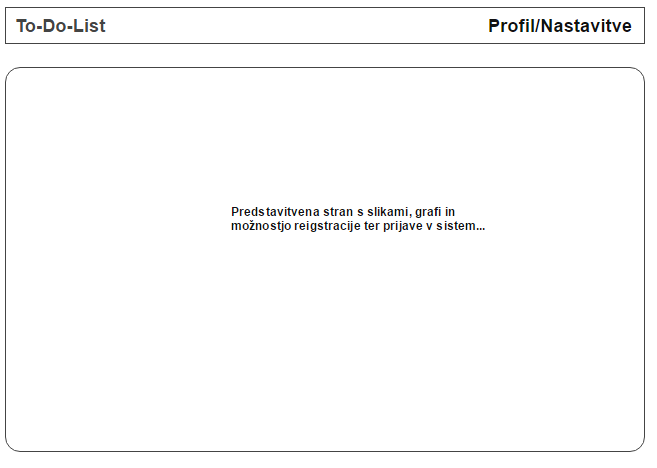 To-Do-List
Profil/Nastavitve
Predstavitvena stran s slikami, grafi in
možnostjo reigstracije ter prijave v sistem...